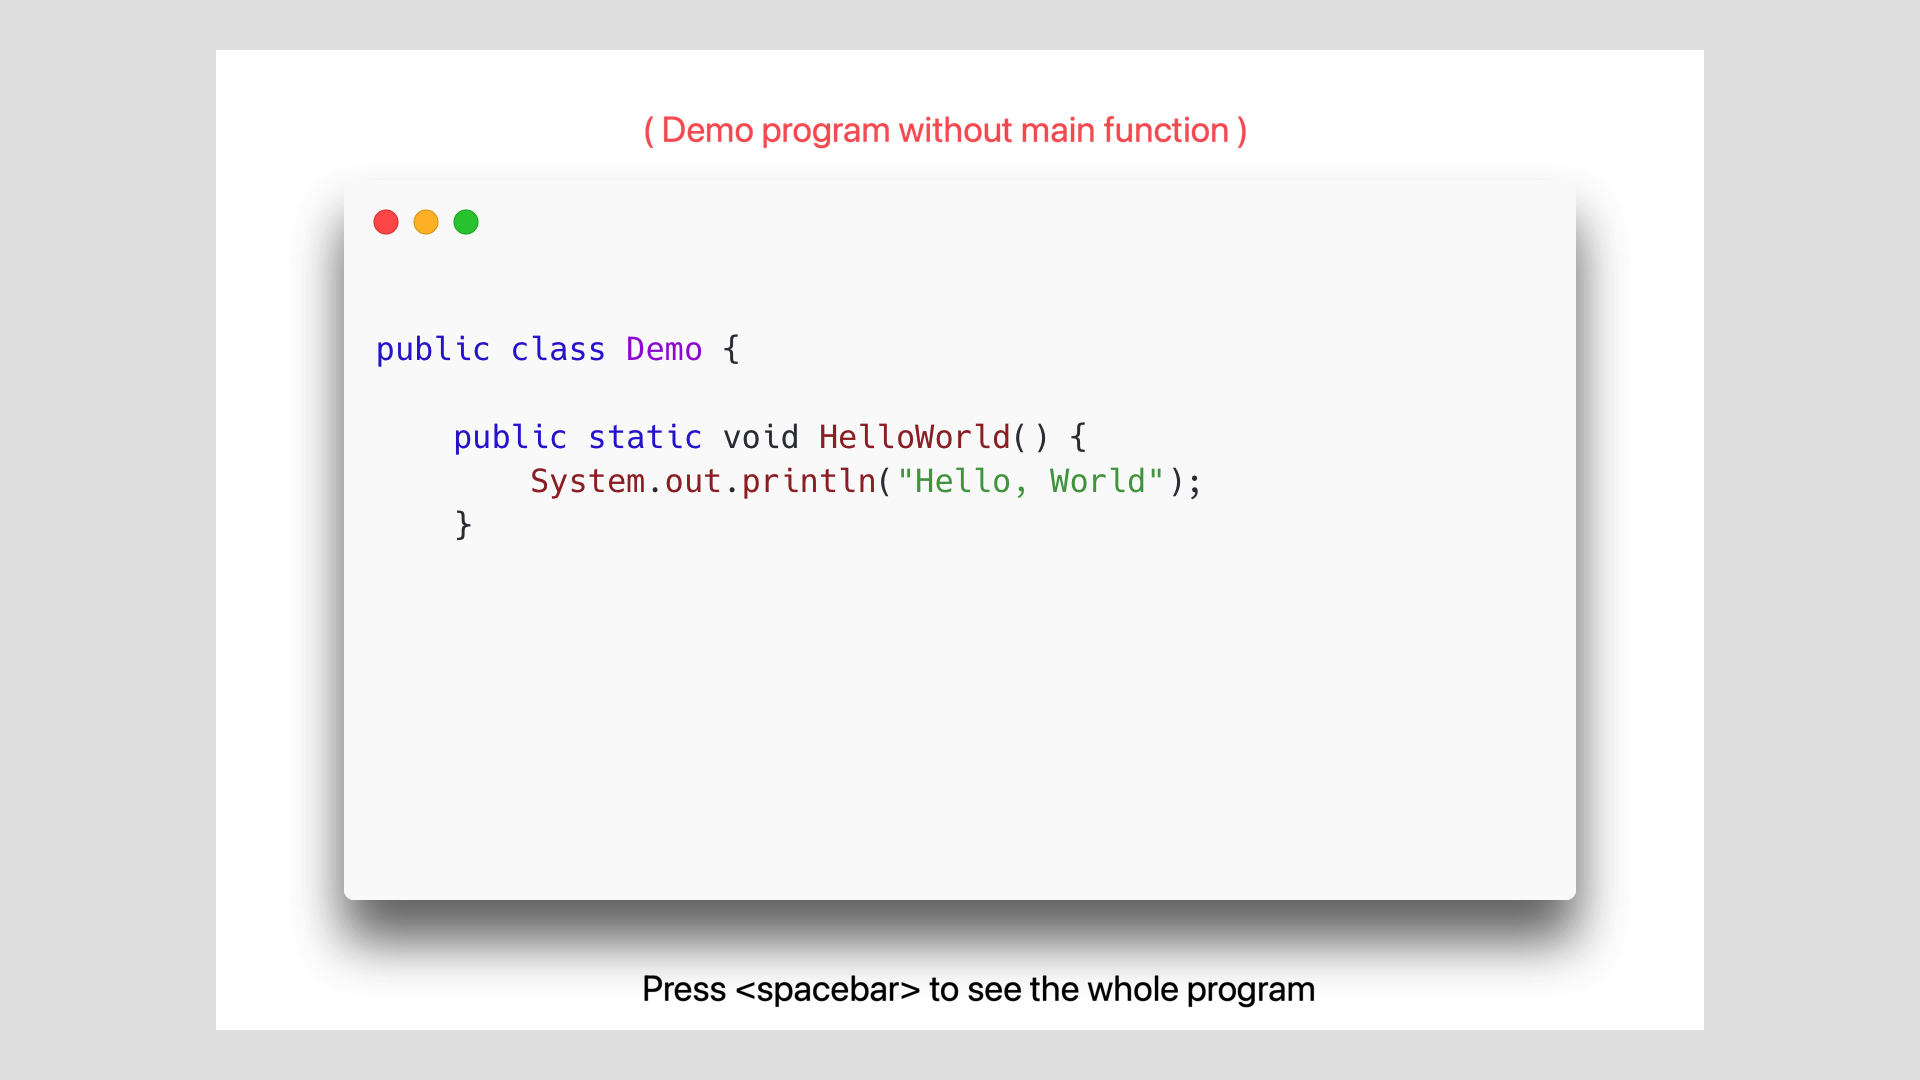 ( Demo program without main function )
public class Demo {
public static void HelloWorld() {
System.out.println("Hello, World");
}
Press <spacebar> to see the whole program